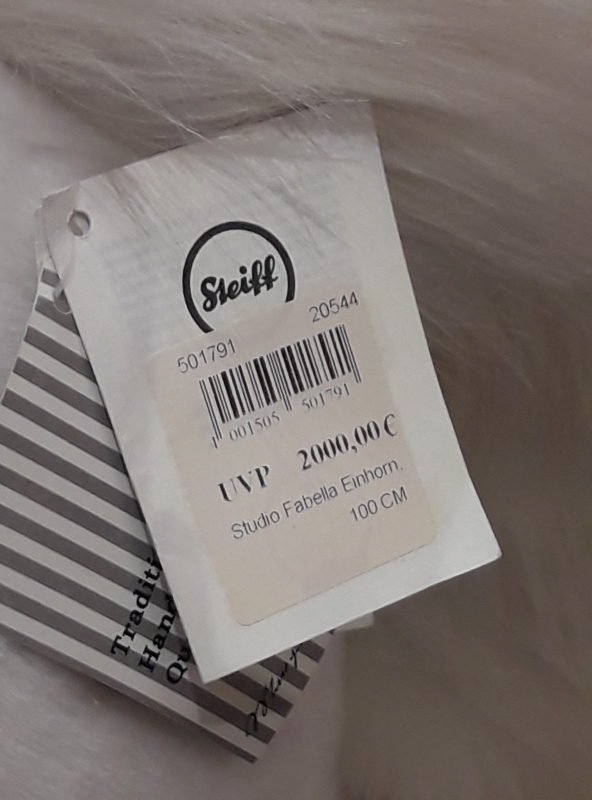 Steiff
501791 20544
4 001505 501791
UVP 2000,00 €
Studio Fabella Einhorn,
100 CM